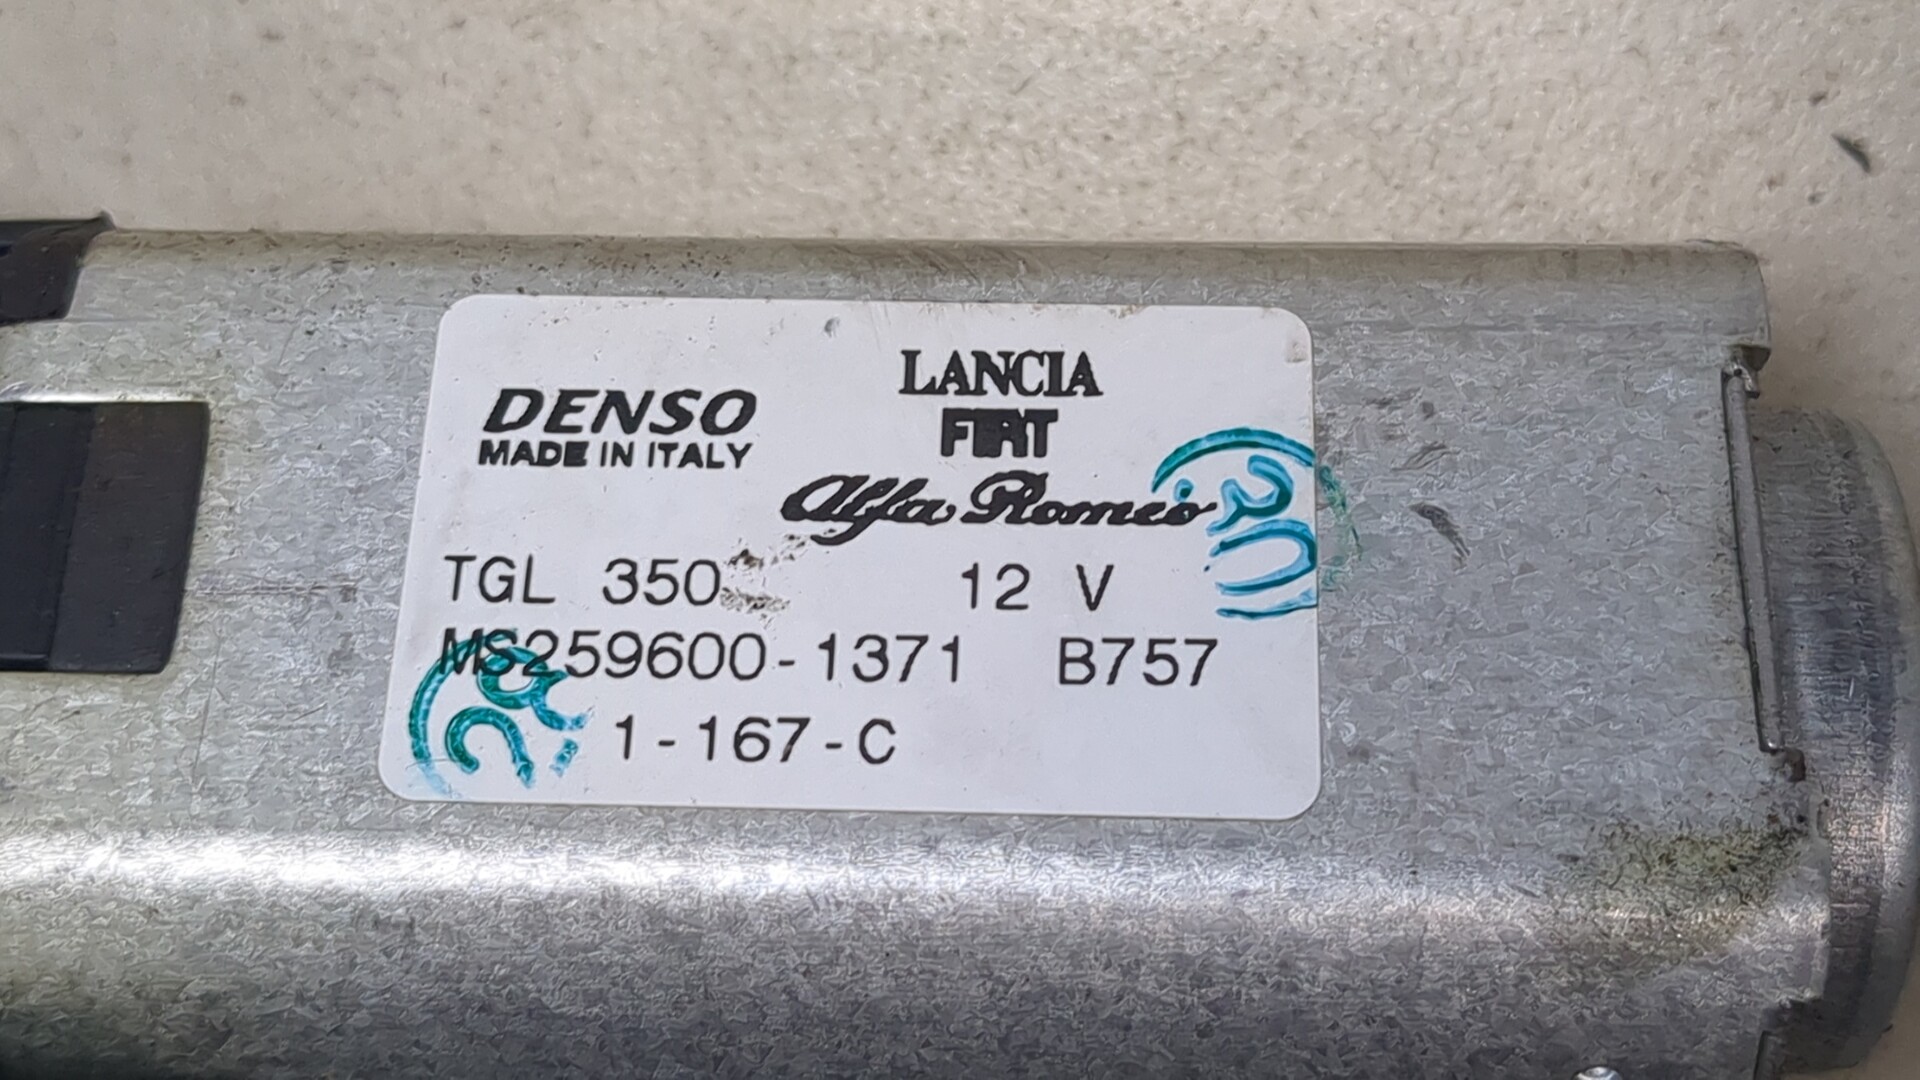 DENSO
MADE IN ITALY
LANCIA
FIAT
Alfa Romeo
TGL 350 12 V
MS259600-1371 B757
1-167-C